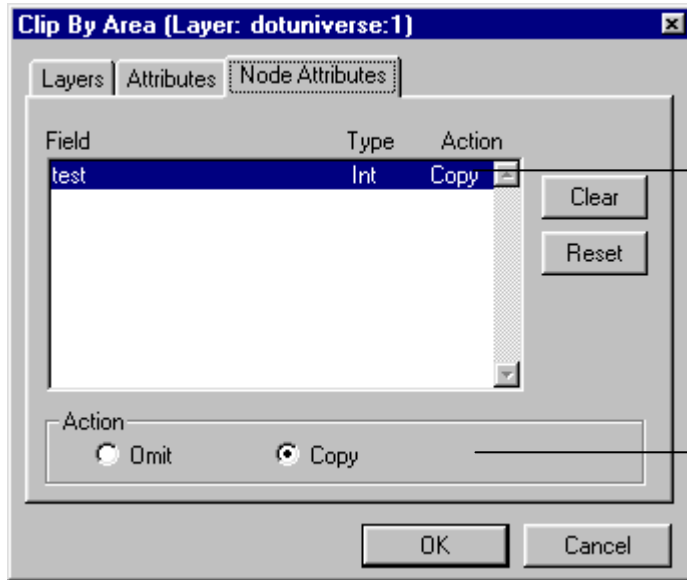 Clip By Area (Layer: dotuniverse:1)
Layers Attributes Node Attributes
Field Type Action
test Int Copy
Clear
Reset
Action
Omit Copy
OK Cancel